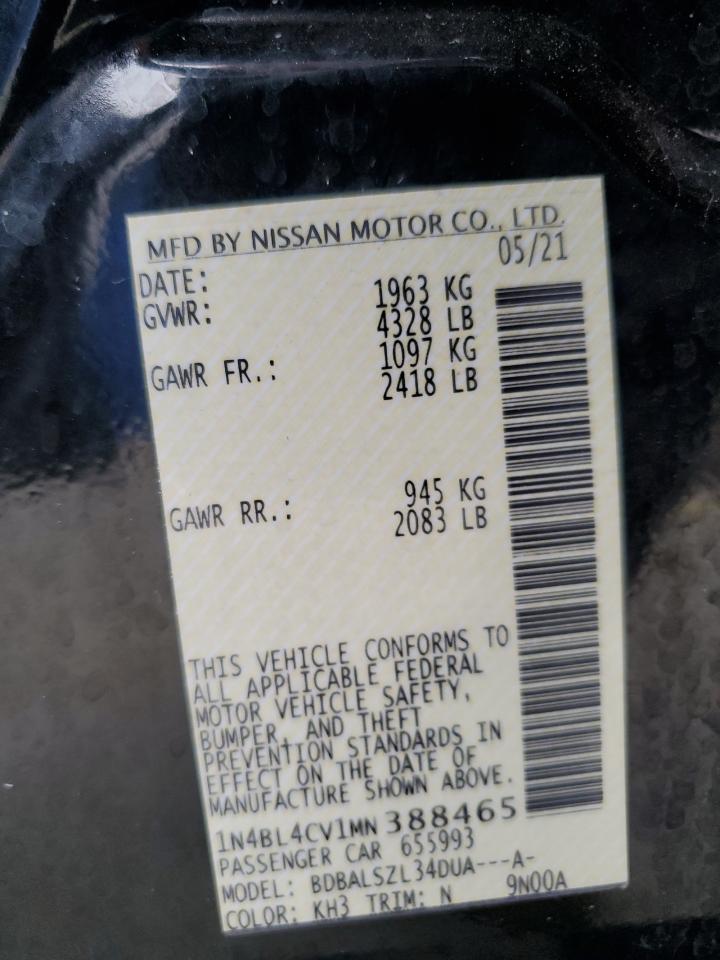 MFD BY NISSAN MOTOR CO., LTD.
DATE: 05/21
GVWR: 1963 KG
4328 LB
GAWR FR.: 1097 KG
2418 LB
GAWR RR.: 945 KG
2083 LB
THIS VEHICLE CONFORMS TO
ALL APPLICABLE FEDERAL
MOTOR VEHICLE SAFETY,
BUMPER, AND THEFT
PREVENTION STANDARDS IN
EFFECT ON THE DATE OF
MANUFACTURE SHOWN ABOVE.
1N4BL4CV1MN388465
PASSENGER CAR 655993
MODEL: BDBALSZL34DUA---A-
COLOR: KH3 TRIM: N 9N00A